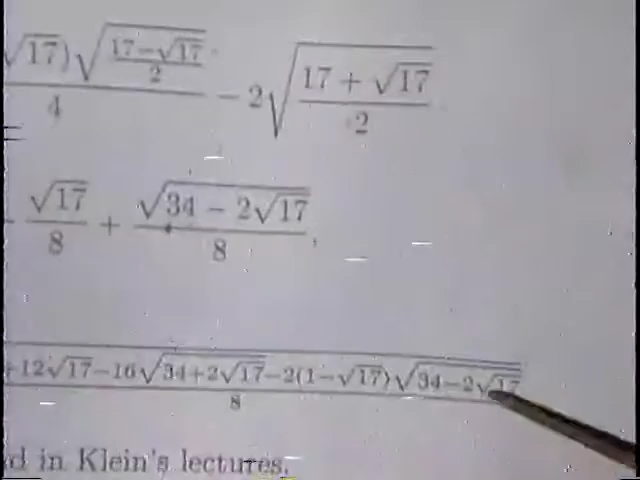 √17) √((17−√17)/2) / 4 − 2√((17 + √17)/2)
√17/8 + √(34 − 2√17)/8,
+12√17−16√(34+2√17)−2(1−√17)√(34−2√17) / 8
d in Klein's lectures.